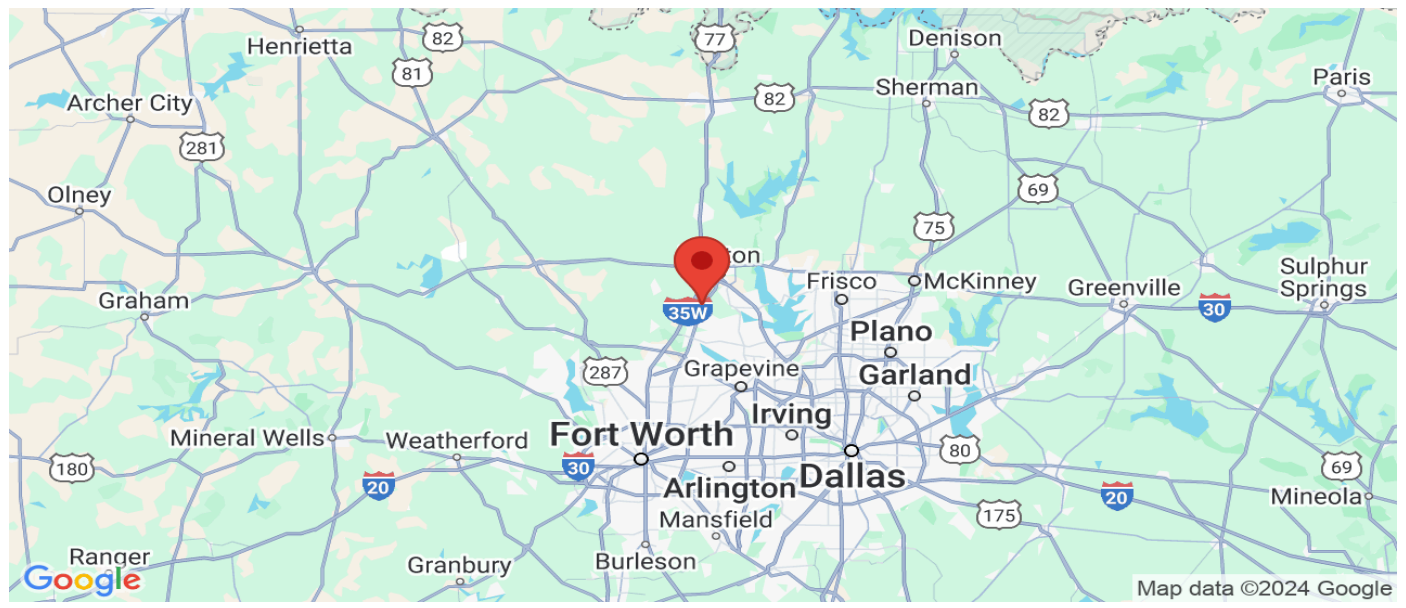 Henrietta
82
77
Denison
81
Paris
Archer City
82
Sherman
82
281
69
Olney
75
ton
Sulphur
Springs
Frisco
McKinney
Greenville
Graham
35W
30
Plano
287
Grapevine
Garland
Irving
Fort Worth
Mineral Wells
Weatherford
80
180
30
Dallas
69
20
Arlington
20
Mineola
Mansfield
175
Ranger
Burleson
Granbury
Google
Map data ©2024 Google